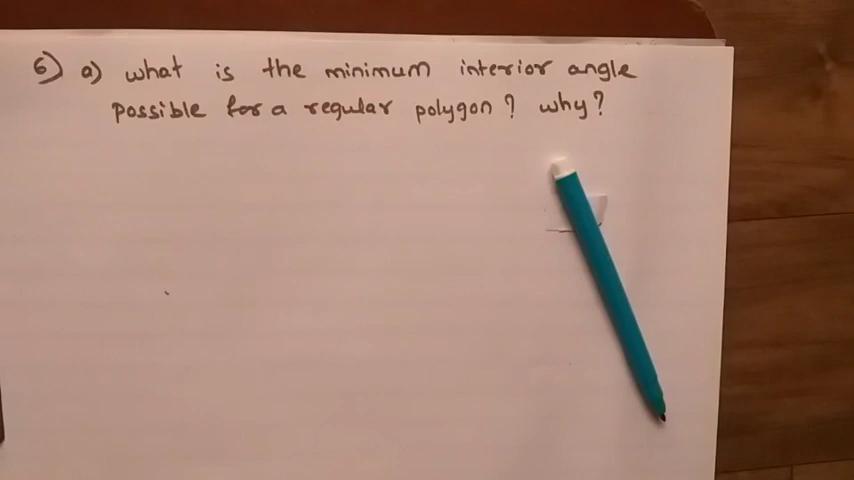 6) a) what is the minimum interior angle
possible for a regular polygon? why?